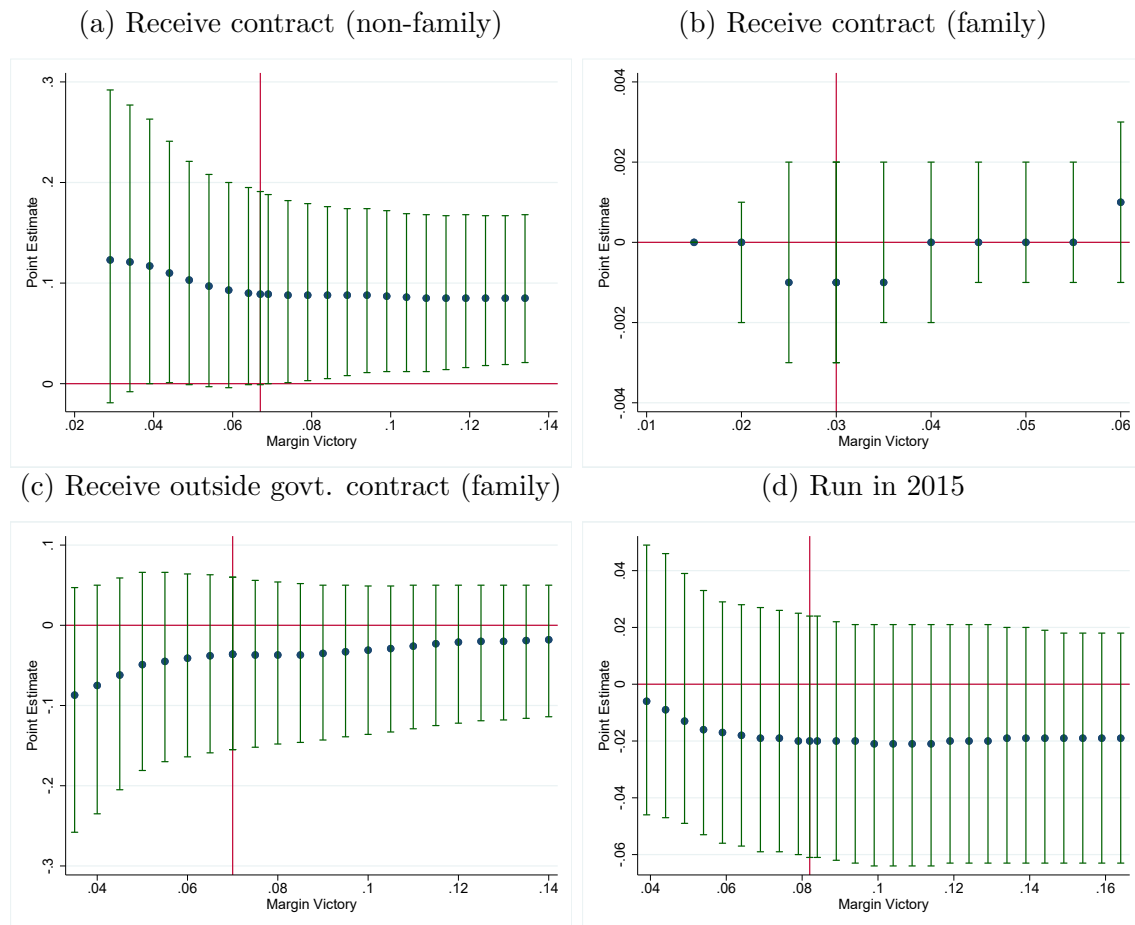 (a) Receive contract (non-family)
(b) Receive contract (family)
Point Estimate
.3
.2
.1
0
.02 .04 .06 .08 .1 .12 .14
Margin Victory
Point Estimate
.004
.002
0
-.002
-.004
.01 .02 .03 .04 .05 .06
Margin Victory
(c) Receive outside govt. contract (family)
(d) Run in 2015
Point Estimate
.1
0
-.1
-.2
-.3
.04 .06 .08 .1 .12 .14
Margin Victory
Point Estimate
.04
.02
0
-.02
-.04
-.06
.04 .06 .08 .1 .12 .14 .16
Margin Victory